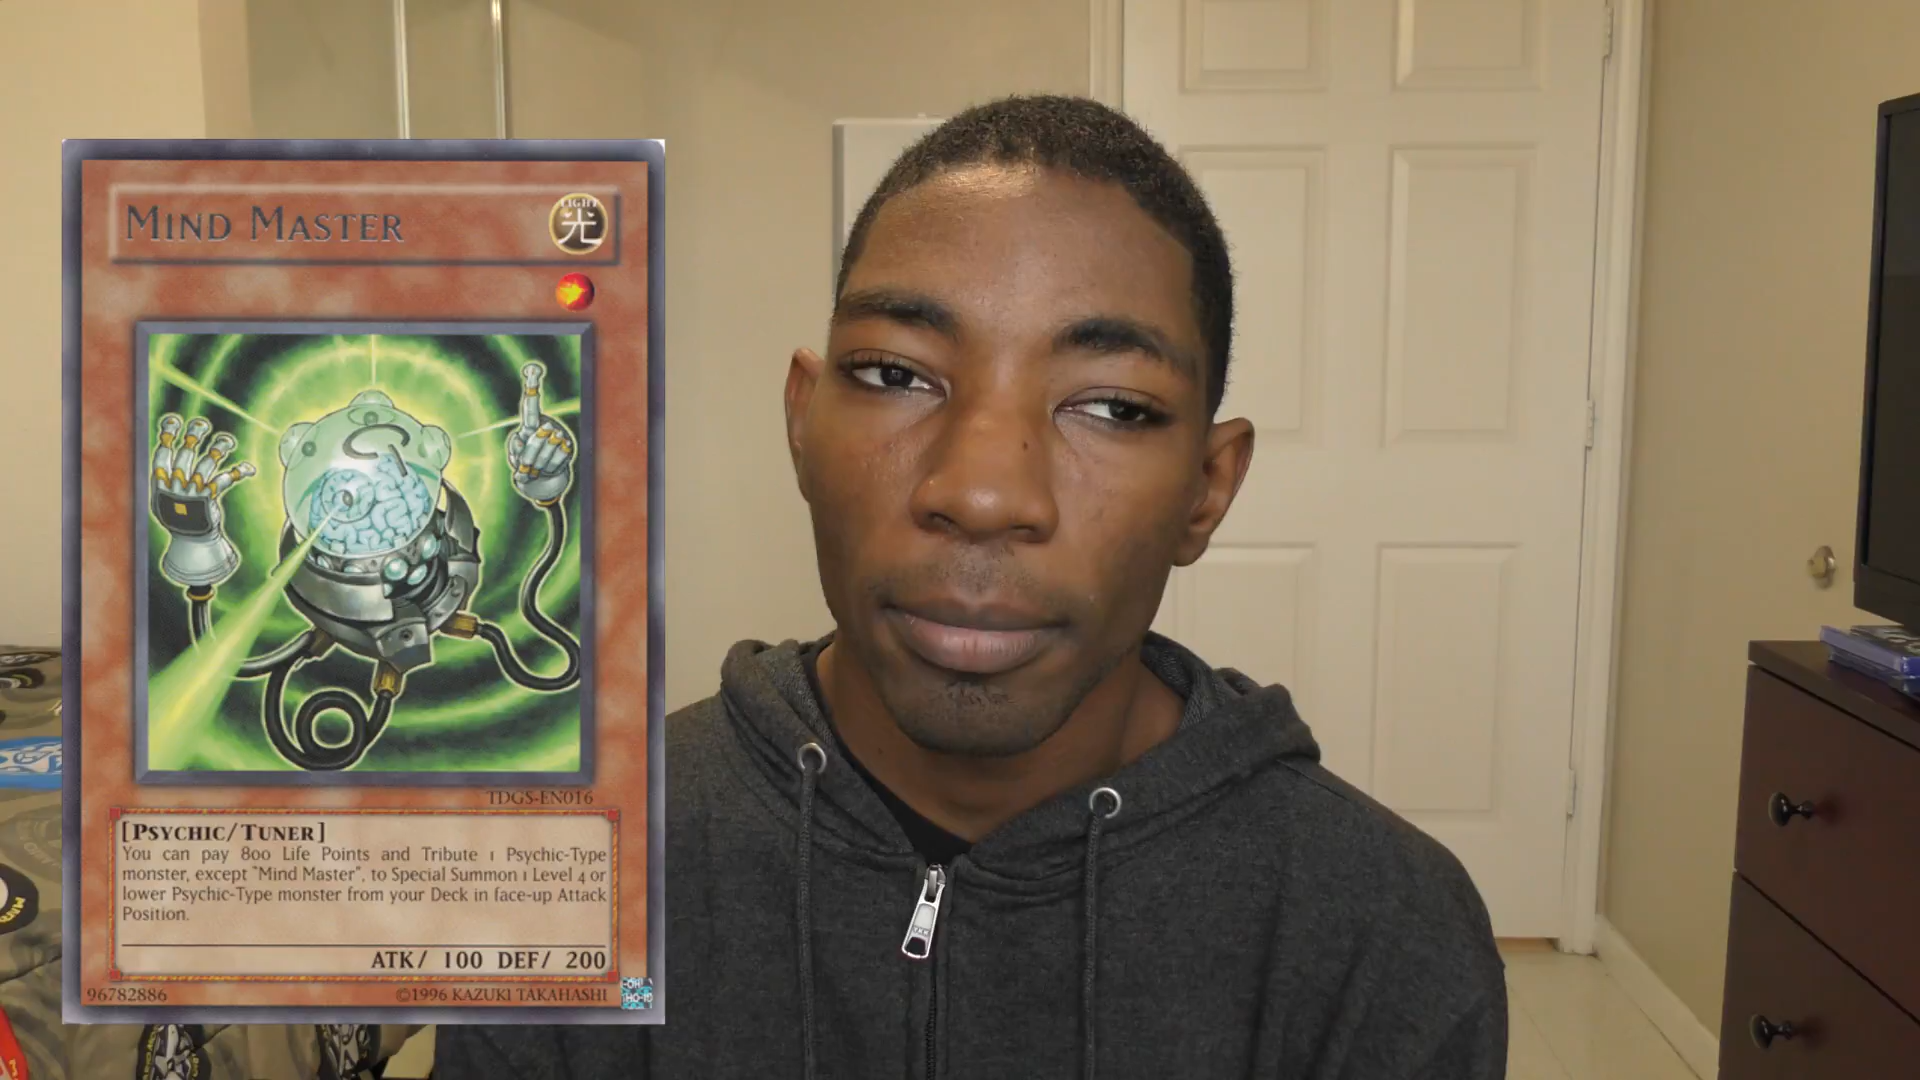 MIND MASTER
LIGHT
光
TDGS-EN016
[PSYCHIC/TUNER]
You can pay 800 Life Points and Tribute 1 Psychic-Type
monster, except "Mind Master", to Special Summon 1 Level 4 or
lower Psychic-Type monster from your Deck in face-up Attack
Position.
ATK/ 100 DEF/ 200
96782886
©1996 KAZUKI TAKAHASHI
YKK